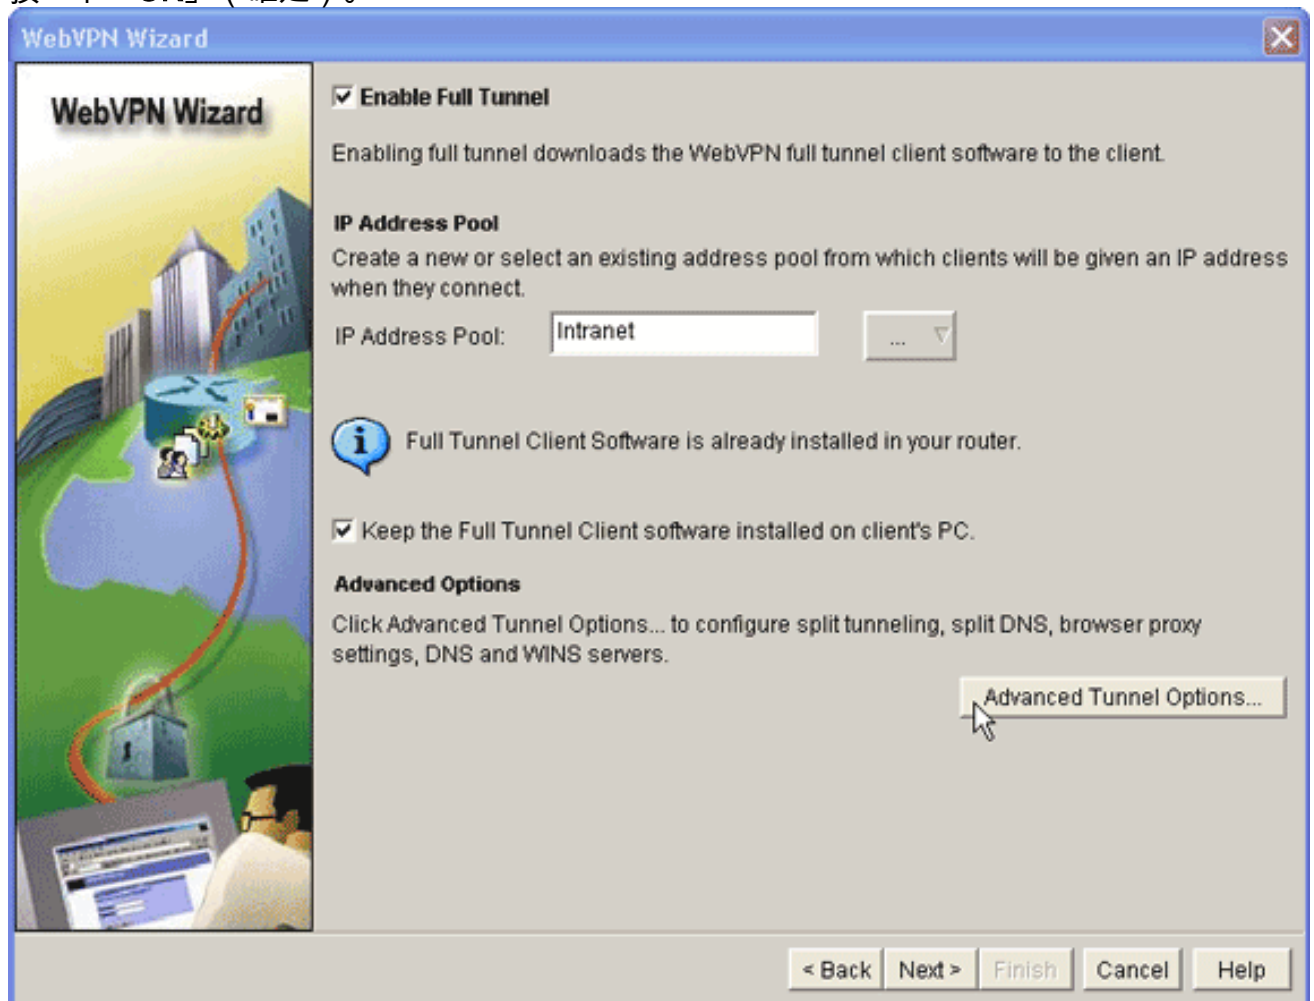 WebVPN Wizard
WebVPN Wizard
Enable Full Tunnel
Enabling full tunnel downloads the WebVPN full tunnel client software to the client.
IP Address Pool
Create a new or select an existing address pool from which clients will be given an IP address
when they connect.
IP Address Pool: Intranet ...
Full Tunnel Client Software is already installed in your router.
Keep the Full Tunnel Client software installed on client's PC.
Advanced Options
Click Advanced Tunnel Options... to configure split tunneling, split DNS, browser proxy
settings, DNS and WINS servers.
Advanced Tunnel Options...
< Back Next > Finish Cancel Help